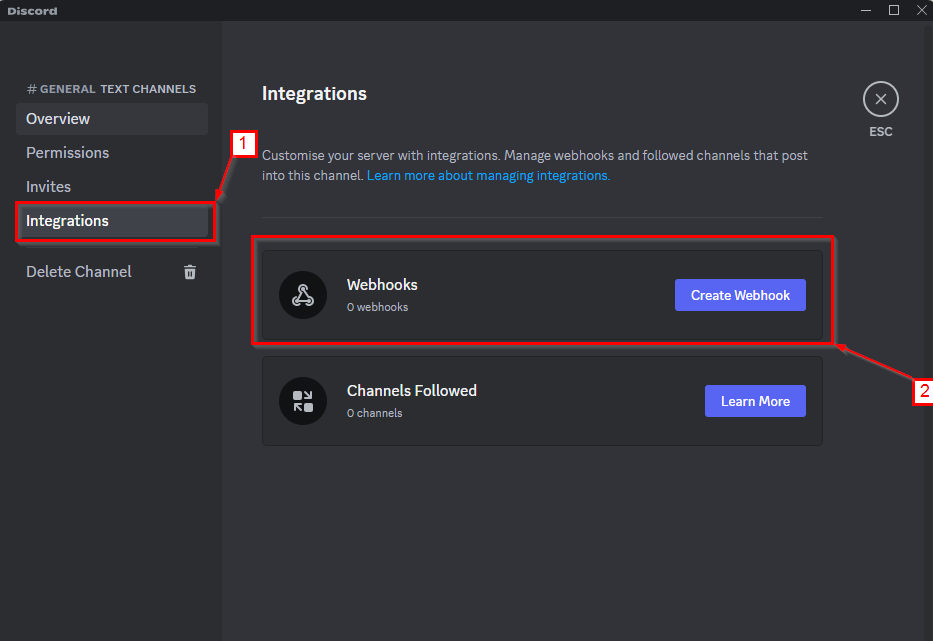 Discord
# GENERAL TEXT CHANNELS
Overview
Permissions
Invites
Integrations
Delete Channel
1
Integrations
ESC
Customise your server with integrations. Manage webhooks and followed channels that post
into this channel. Learn more about managing integrations.
Webhooks
0 webhooks
Create Webhook
2
Channels Followed
0 channels
Learn More